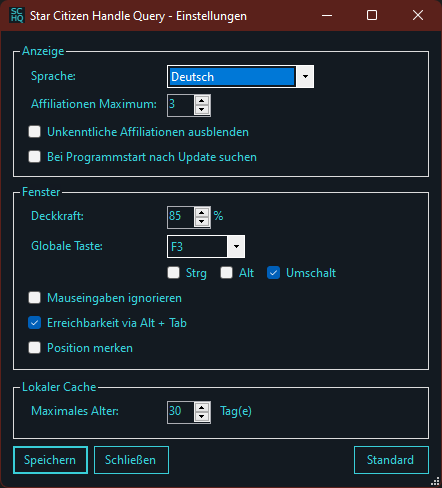 SC
HQ
Star Citizen Handle Query - Einstellungen
Anzeige
Sprache: Deutsch
Affiliationen Maximum: 3
Unkenntliche Affiliationen ausblenden
Bei Programmstart nach Update suchen
Fenster
Deckkraft: 85 %
Globale Taste: F3
Strg Alt Umschalt
Mauseingaben ignorieren
Erreichbarkeit via Alt + Tab
Position merken
Lokaler Cache
Maximales Alter: 30 Tag(e)
Speichern Schließen Standard